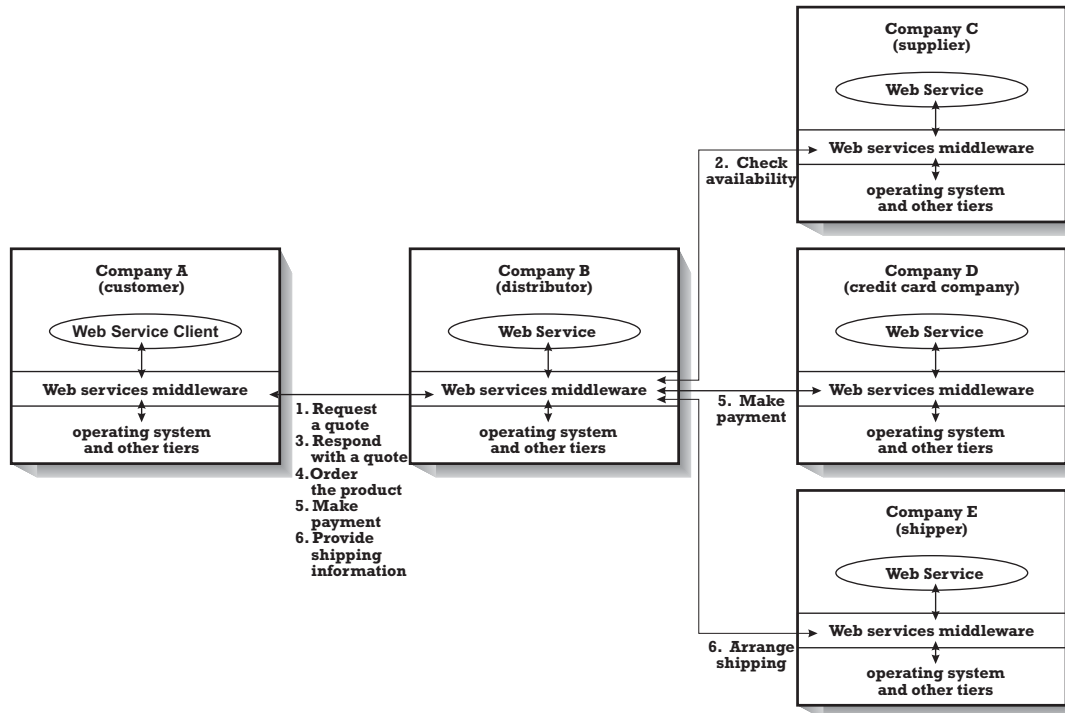 Company A
(customer)
Web Service Client
Web services middleware
operating system
and other tiers
1. Request
a quote
3. Respond
with a quote
4. Order
the product
5. Make
payment
6. Provide
shipping
information
Company B
(distributor)
Web Service
Web services middleware
operating system
and other tiers
2. Check
availability
5. Make
payment
6. Arrange
shipping
Company C
(supplier)
Web Service
Web services middleware
operating system
and other tiers
Company D
(credit card company)
Web Service
Web services middleware
operating system
and other tiers
Company E
(shipper)
Web Service
Web services middleware
operating system
and other tiers